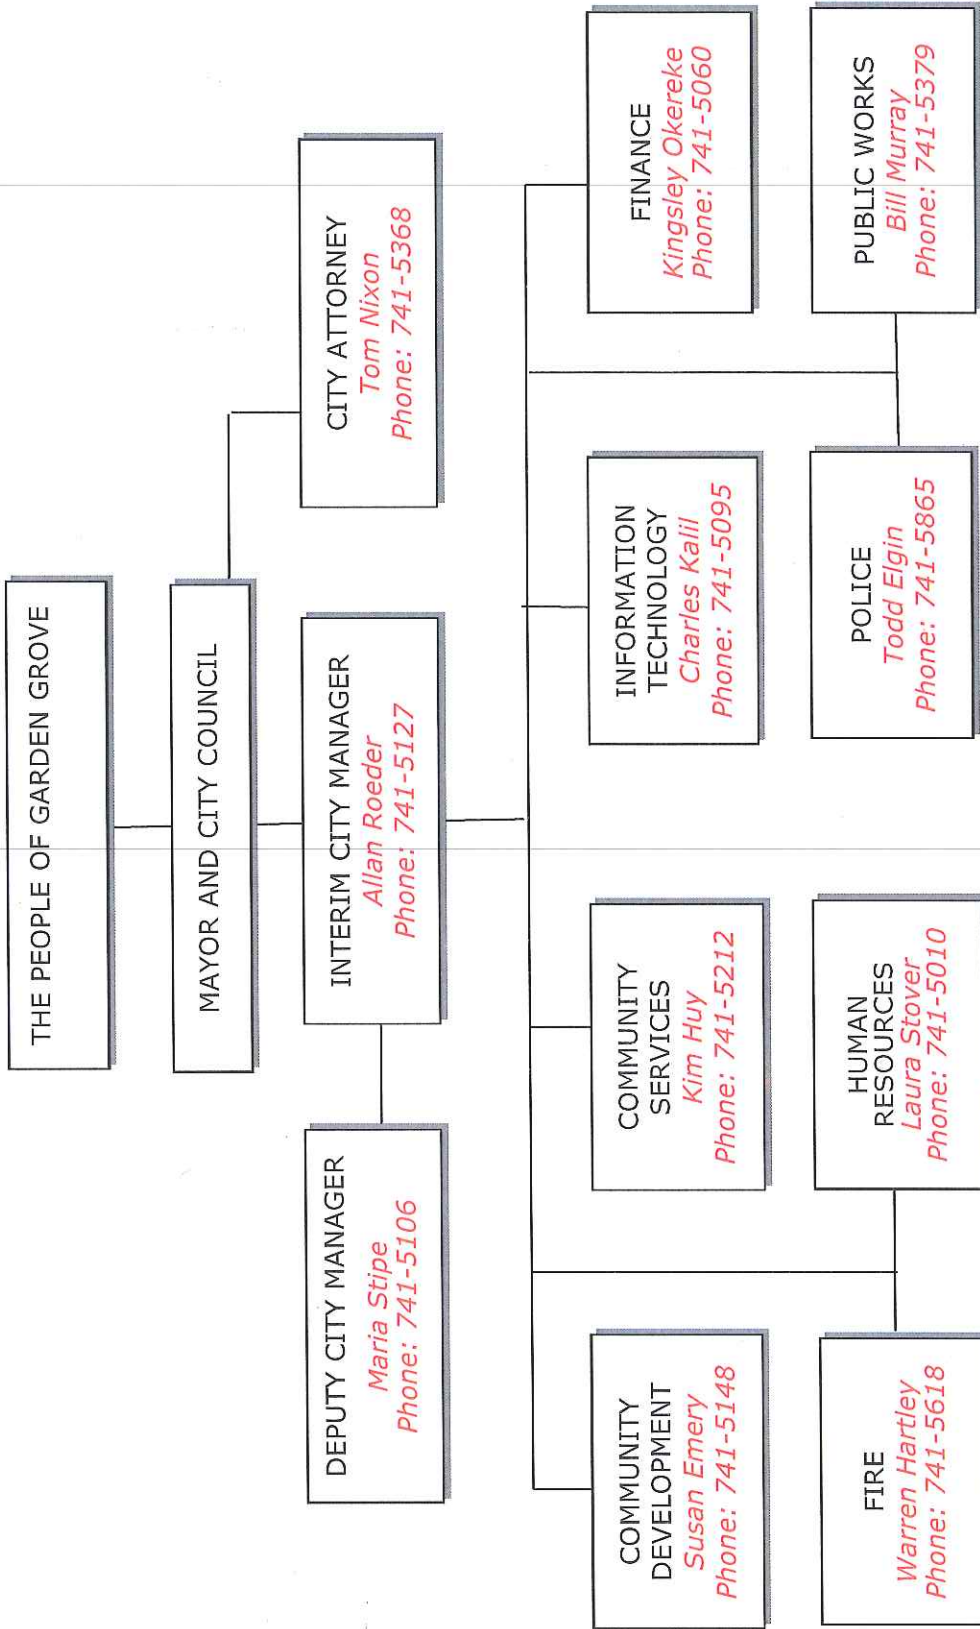 THE PEOPLE OF GARDEN GROVE
MAYOR AND CITY COUNCIL
DEPUTY CITY MANAGER
Maria Stipe
Phone: 741-5106
INTERIM CITY MANAGER
Allan Roeder
Phone: 741-5127
CITY ATTORNEY
Tom Nixon
Phone: 741-5368
COMMUNITY
DEVELOPMENT
Susan Emery
Phone: 741-5148
COMMUNITY
SERVICES
Kim Huy
Phone: 741-5212
INFORMATION
TECHNOLOGY
Charles Kalil
Phone: 741-5095
FINANCE
Kingsley Okereke
Phone: 741-5060
FIRE
Warren Hartley
Phone: 741-5618
HUMAN
RESOURCES
Laura Stover
Phone: 741-5010
POLICE
Todd Elgin
Phone: 741-5865
PUBLIC WORKS
Bill Murray
Phone: 741-5379